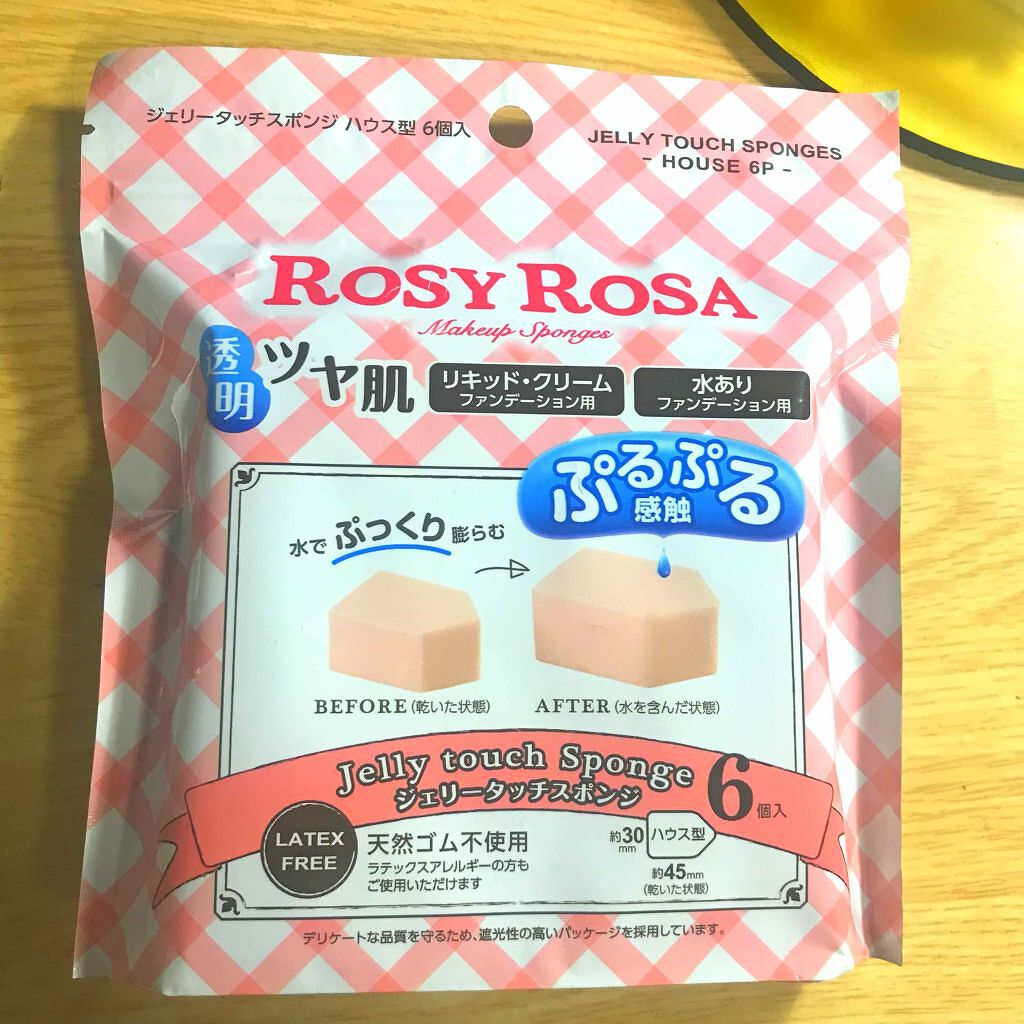 ジェリータッチスポンジ ハウス型 6個入
JELLY TOUCH SPONGES
- HOUSE 6P -
ROSY ROSA
Makeup Sponges
透明
ツヤ肌
リキッド・クリーム
ファンデーション用
水あり
ファンデーション用
ぷるぷる
感触
水で ぷっくり 膨らむ
BEFORE (乾いた状態)
AFTER (水を含んだ状態)
Jelly touch Sponge
ジェリータッチスポンジ
6個入
LATEX
FREE
天然ゴム不使用
ラテックスアレルギーの方も
ご使用いただけます
約30mm
ハウス型
約45mm
(乾いた状態)
デリケートな品質を守るため、遮光性の高いパッケージを採用しています。